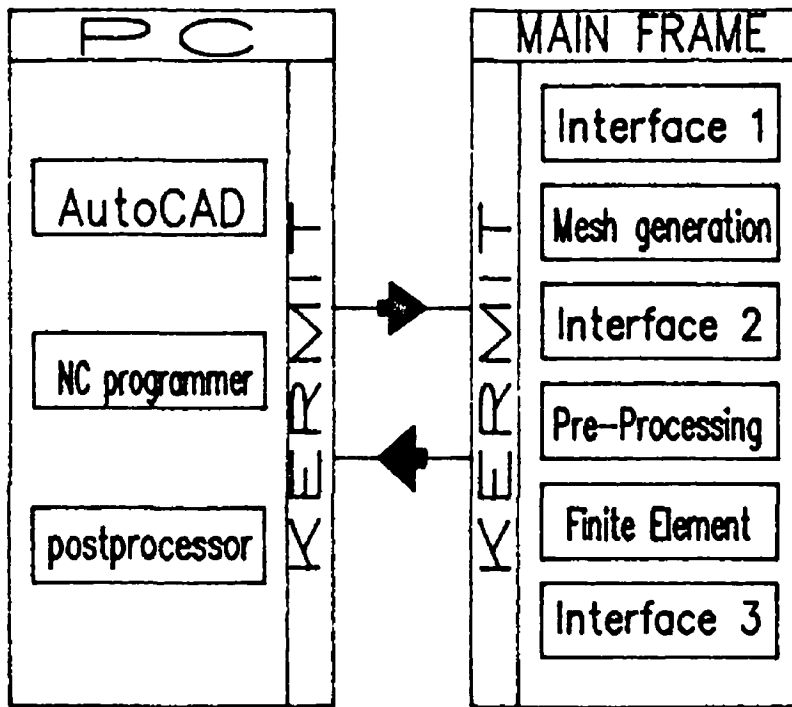 PC
AutoCAD
NC programmer
postprocessor
KERMIT
MAIN FRAME
KERMIT
Interface 1
Mesh generation
Interface 2
Pre-Processing
Finite Element
Interface 3